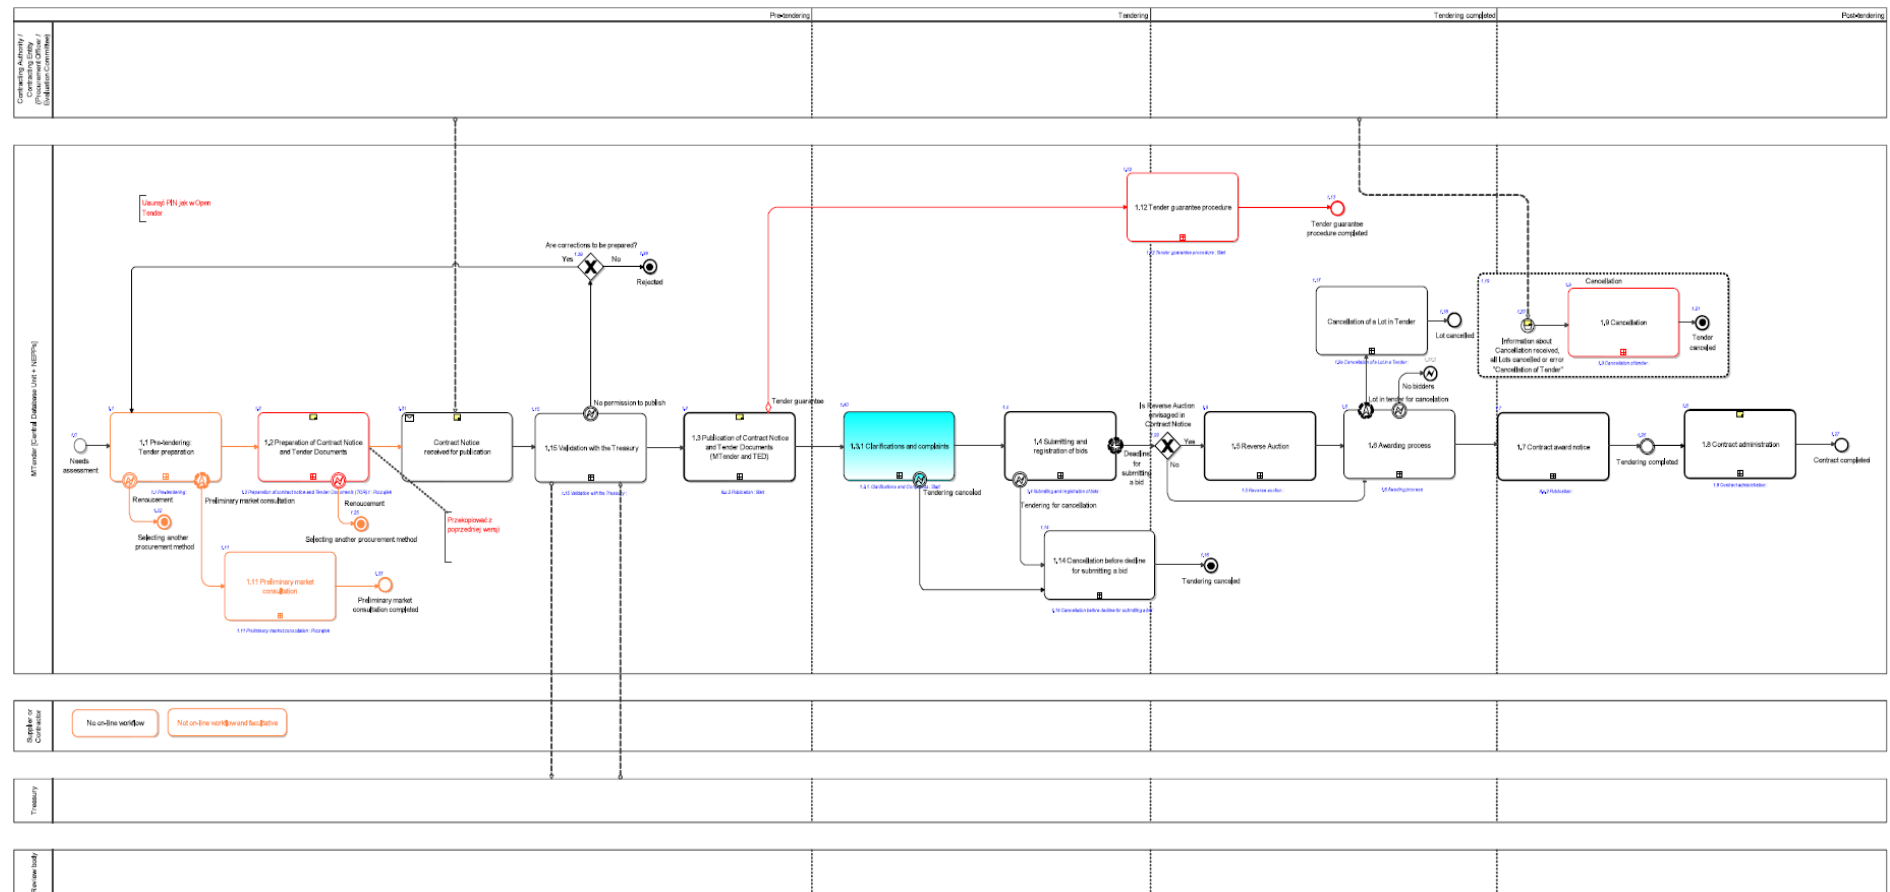 Pre-tendering
Tendering
Tendering completed
Post-tendering
Contracting Authority /
Contracting Entity
(Procurement Officer /
Evaluation Committee)
MTender [Central Database Unit + NEPPs]
Usunąć PIN jak w Open
Tender
Are corrections to be prepared?
Yes
No
Rejected
1.12 Tender guarantee procedure
Tender guarantee
procedure completed
Cancellation of a Lot in Tender
Lot cancelled
Cancellation
Information about
Cancellation received,
all Lots cancelled or error
"Cancellation of Tender"
1.9 Cancellation
Tender
canceled
No bidders
Lot in tender for cancelation
No permission to publish
Tender guarantee
Is Reverse Auction
envisaged in
Contract Notice
Yes
No
Needs
assessment
1.1 Pre-tendering:
Tender preparation
1.2 Preparation of Contract Notice
and Tender Documents
Contract Notice
received for publication
1.15 Validation with the Treasury
1.3 Publication of Contract Notice
and Tender Documents
(MTender and TED)
1.3.1 Clarifications and complaints
1.4 Submitting and
registration of bids
Deadline
for
submitting
a bid
1.5 Reverse Auction
1.6 Awarding process
1.7 Contract award notice
Tendering completed
1.8 Contract administration
Contract completed
Renoucement
Preliminary market consultation
Renoucement
Selecting another
procurement method
Selecting another procurement method
Przekopiować z
poprzedniej wersji
Tendering canceled
Tendering for cancellation
1.14 Cancellation before decline
for submitting a bid
Tendering canceled
1.11 Preliminary market
consultation
Preliminary market
consultation completed
Supplier or
Contractor
No on-line workflow
Not on-line workflow and facultative
Treasury
Review body